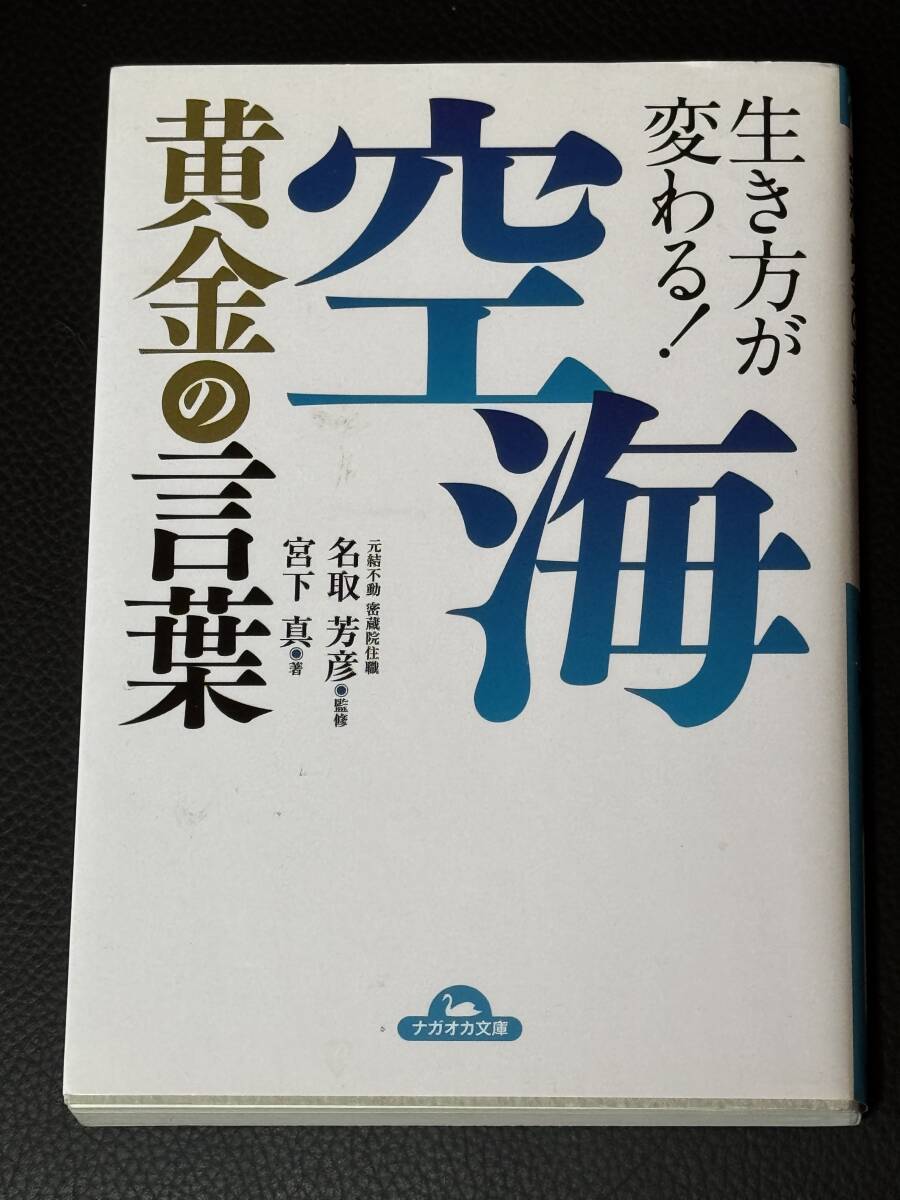 生き方が
変わる!
空海
黄金の言葉
元結不動 密蔵院住職
名取 芳彦◉監修
宮下 真◉著
ナガオカ文庫